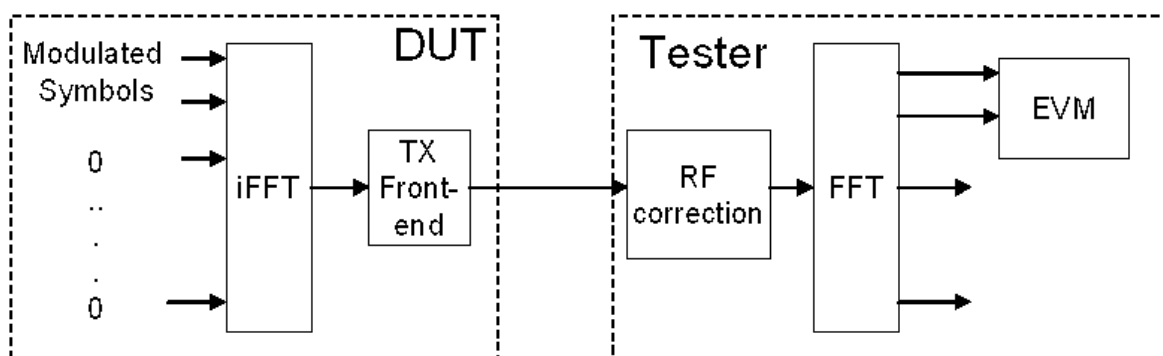 DUT
Modulated
Symbols
0
..
.
.
0
iFFT
TX
Front-
end
Tester
RF
correction
FFT
EVM